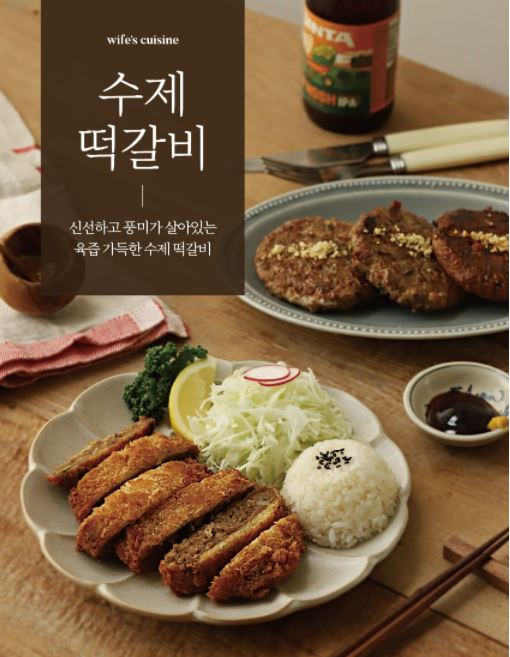 wife's cuisine
수제
떡갈비
신선하고 풍미가 살아있는
육즙 가득한 수제 떡갈비
IPA